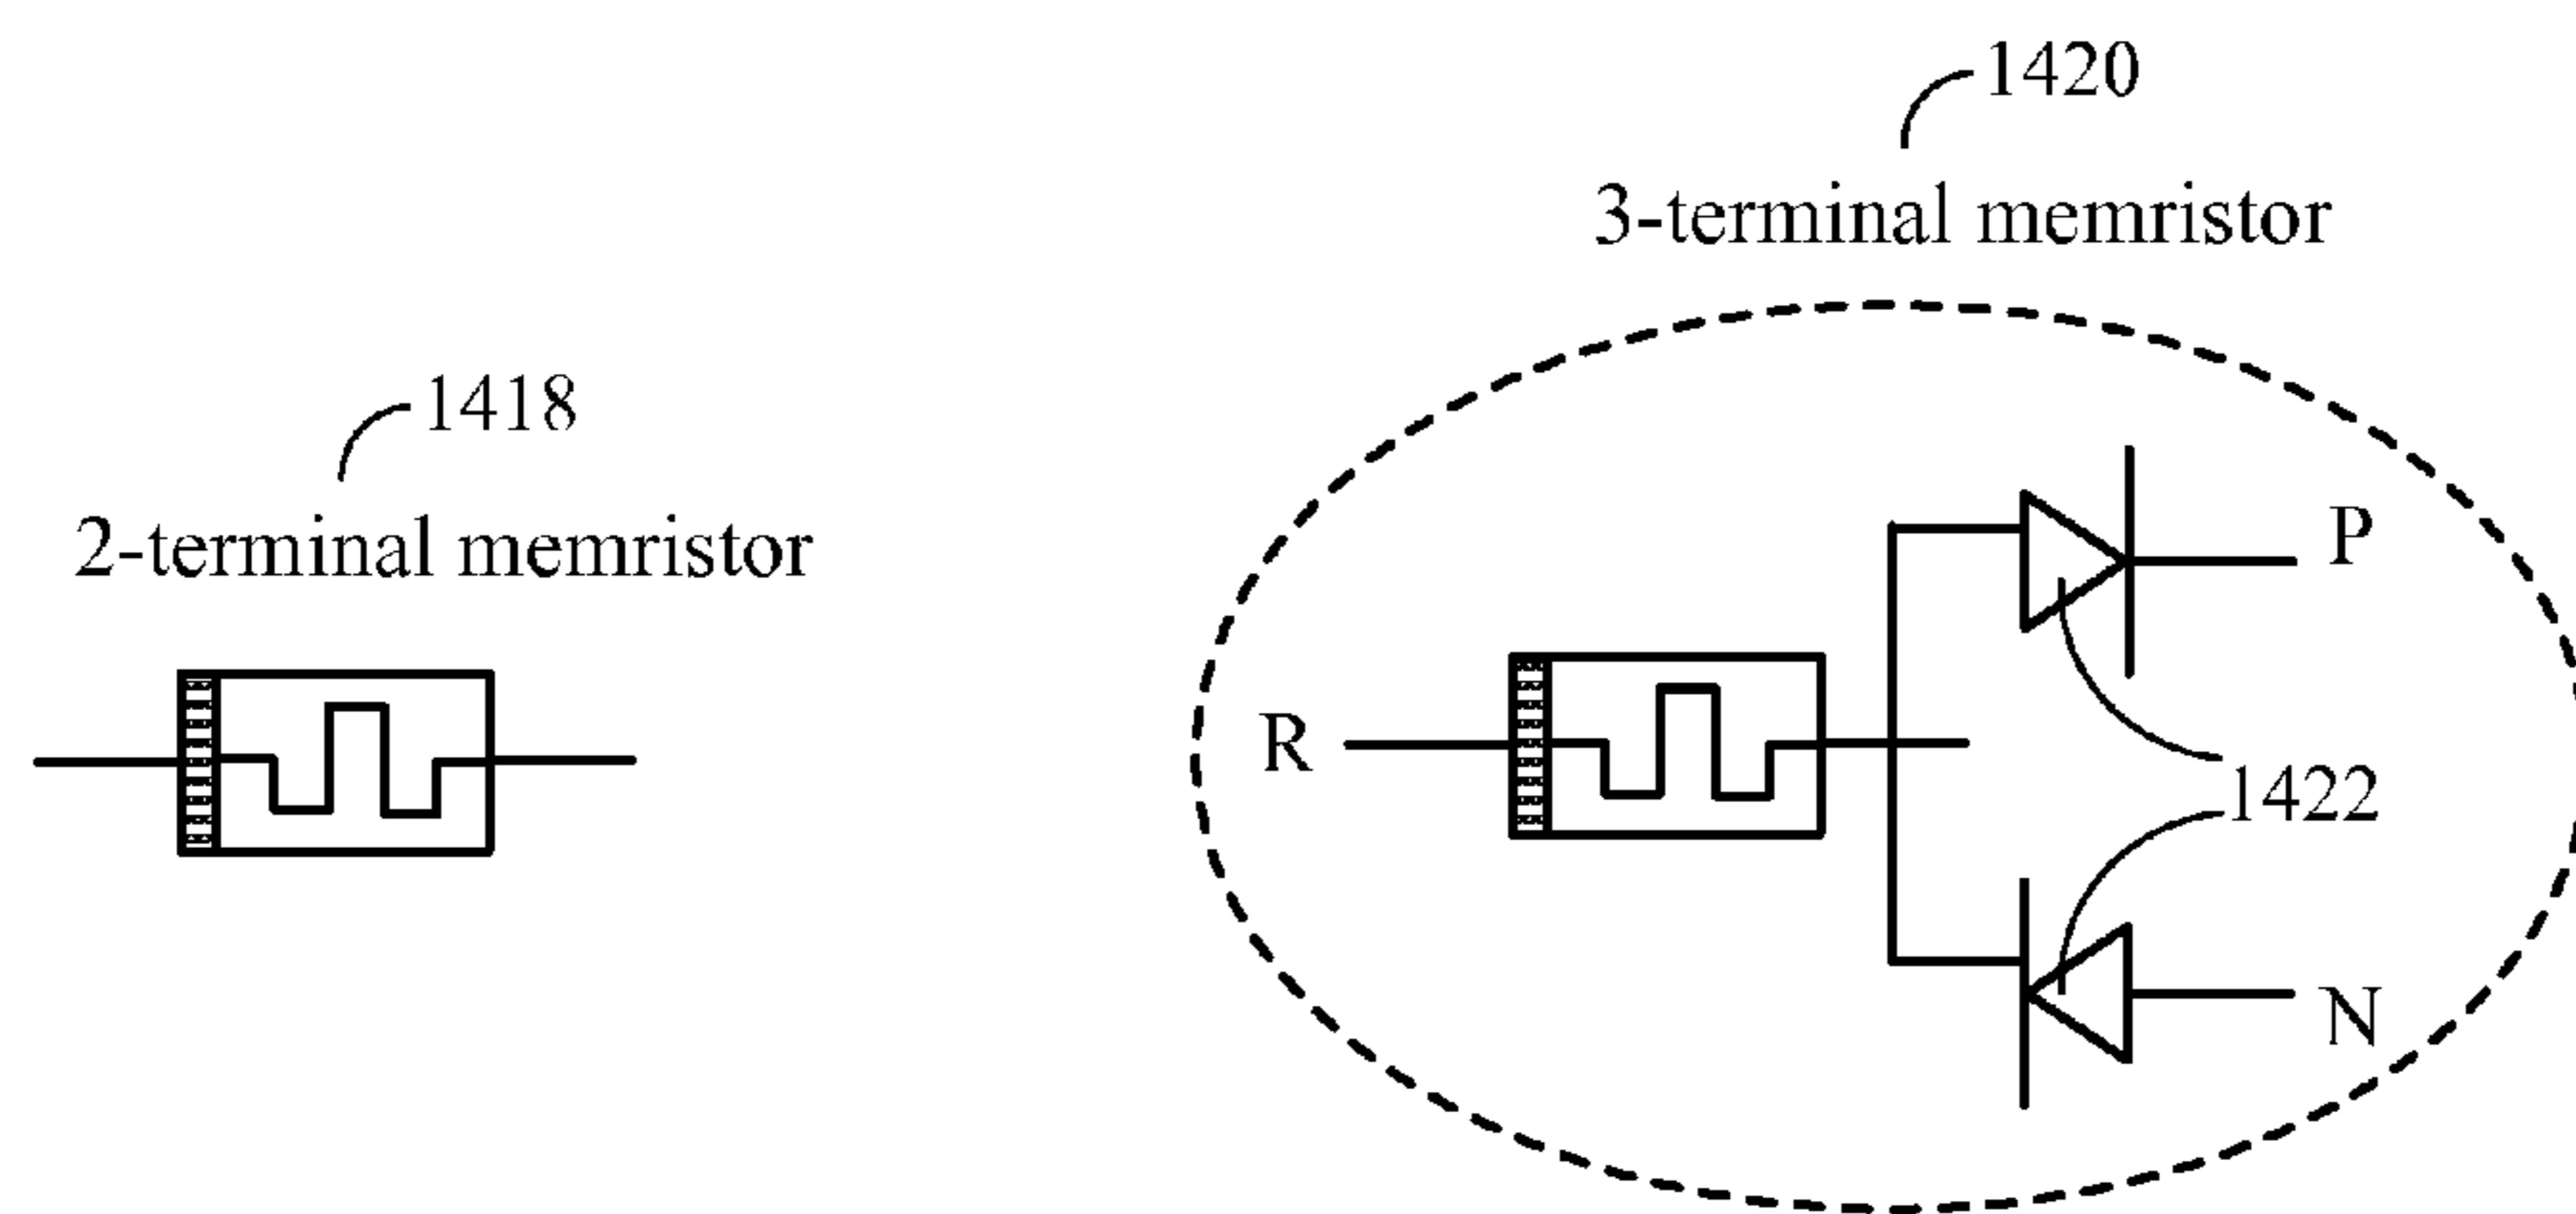 1420
3-terminal memristor
1418
2-terminal memristor
P
R
1422
N